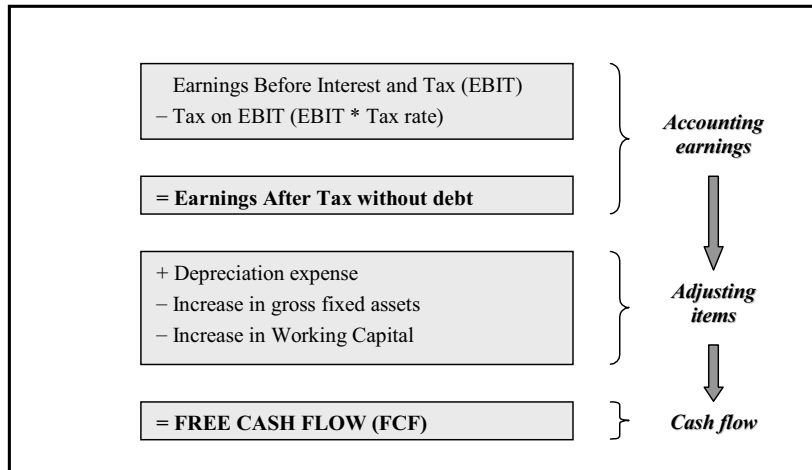 Earnings Before Interest and Tax (EBIT)
– Tax on EBIT (EBIT * Tax rate)
= Earnings After Tax without debt
Accounting
earnings
+ Depreciation expense
– Increase in gross fixed assets
– Increase in Working Capital
Adjusting
items
= FREE CASH FLOW (FCF)
Cash flow